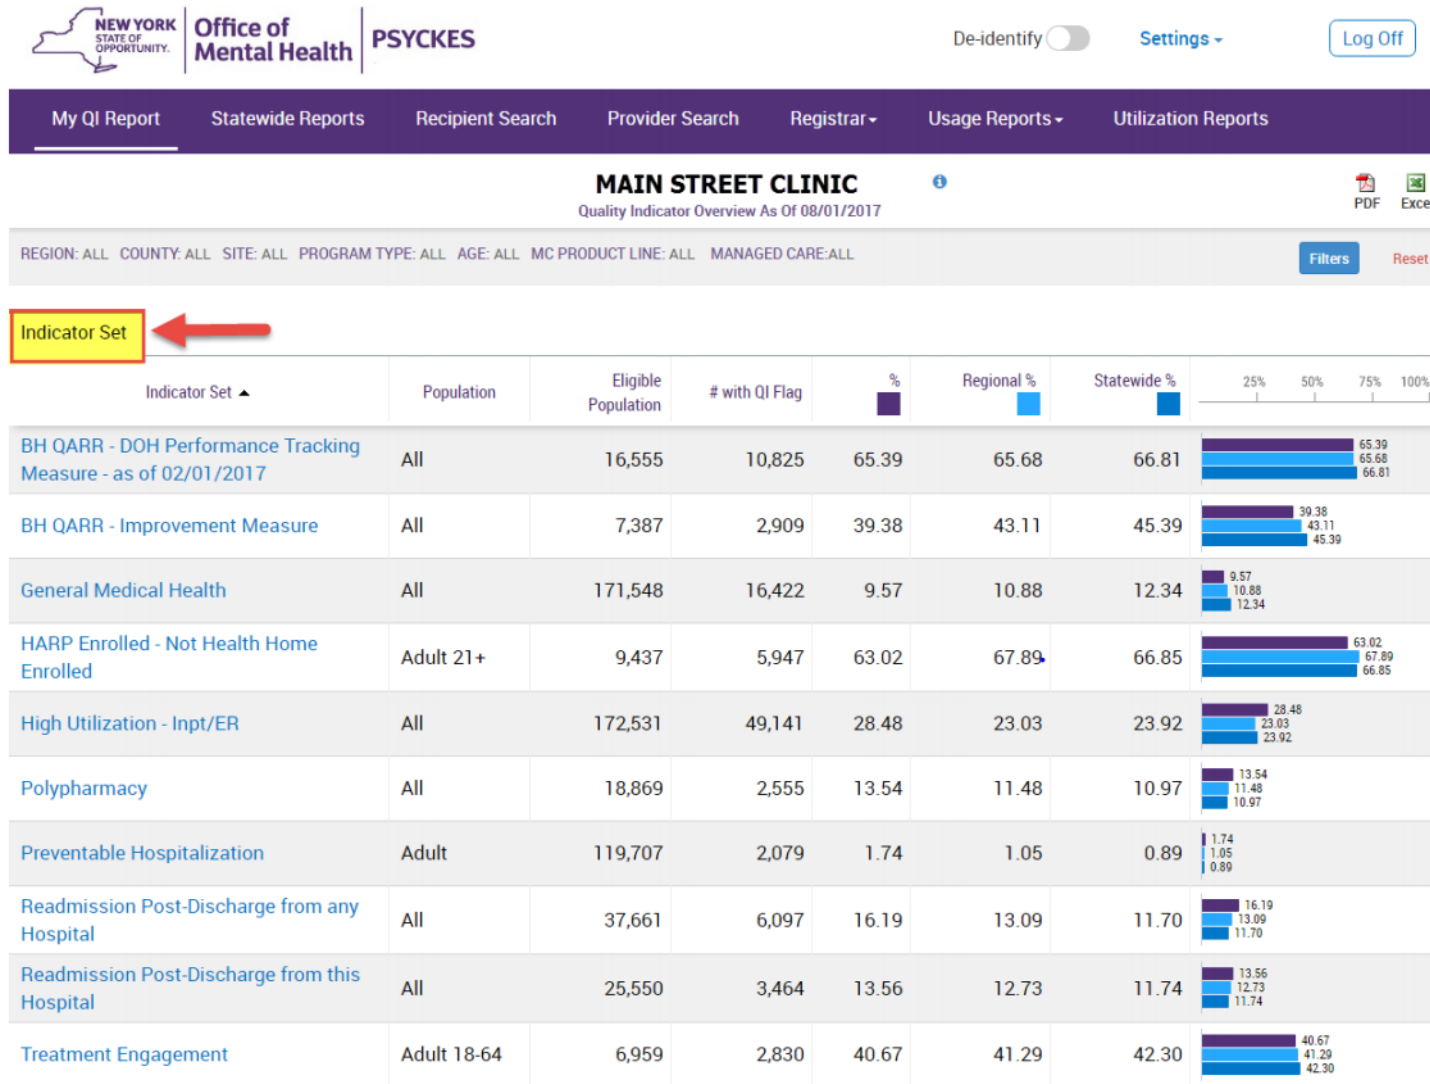 NEW YORK
STATE OF
OPPORTUNITY.
Office of
Mental Health
PSYCKES
De-identify
Settings
Log Off
My QI Report Statewide Reports Recipient Search Provider Search Registrar Usage Reports Utilization Reports
MAIN STREET CLINIC
Quality Indicator Overview As Of 08/01/2017
PDF Exce
REGION: ALL COUNTY: ALL SITE: ALL PROGRAM TYPE: ALL AGE: ALL MC PRODUCT LINE: ALL MANAGED CARE:ALL
Filters Reset
Indicator Set
Indicator Set Population Eligible Population # with QI Flag % Regional % Statewide % 25% 50% 75% 100%
BH QARR - DOH Performance Tracking
Measure - as of 02/01/2017
All 16,555 10,825 65.39 65.68 66.81
65.39
65.68
66.81
BH QARR - Improvement Measure All 7,387 2,909 39.38 43.11 45.39
39.38
43.11
45.39
General Medical Health All 171,548 16,422 9.57 10.88 12.34
9.57
10.88
12.34
HARP Enrolled - Not Health Home
Enrolled
Adult 21+ 9,437 5,947 63.02 67.89 66.85
63.02
67.89
66.85
High Utilization - Inpt/ER All 172,531 49,141 28.48 23.03 23.92
28.48
23.03
23.92
Polypharmacy All 18,869 2,555 13.54 11.48 10.97
13.54
11.48
10.97
Preventable Hospitalization Adult 119,707 2,079 1.74 1.05 0.89
1.74
1.05
0.89
Readmission Post-Discharge from any
Hospital
All 37,661 6,097 16.19 13.09 11.70
16.19
13.09
11.70
Readmission Post-Discharge from this
Hospital
All 25,550 3,464 13.56 12.73 11.74
13.56
12.73
11.74
Treatment Engagement Adult 18-64 6,959 2,830 40.67 41.29 42.30
40.67
41.29
42.30